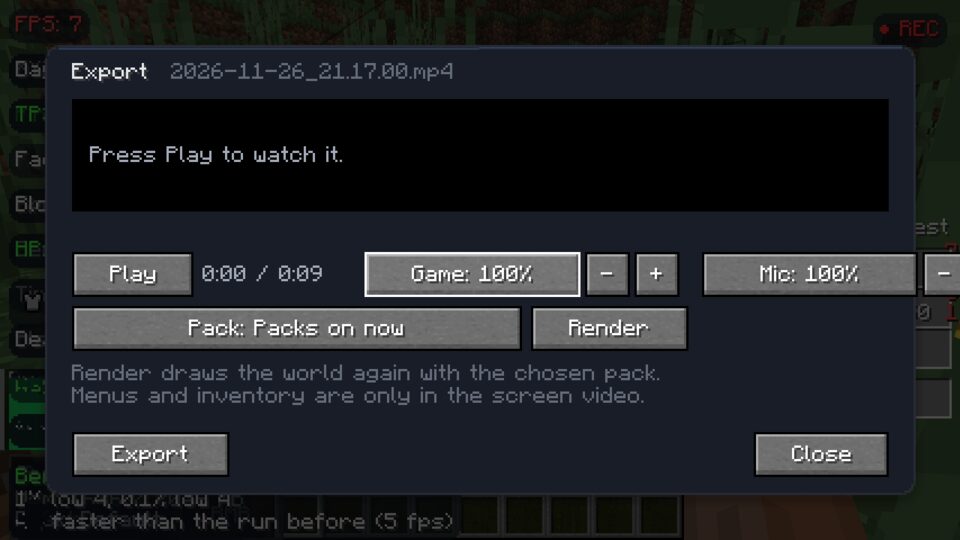 FPS: 7
REC
Export 2026-11-26_21.17.00.mp4
Press Play to watch it.
Play 0:00 / 0:09 Game: 100% - + Mic: 100% -
Pack: Packs on now Render
Render draws the world again with the chosen pack.
Menus and inventory are only in the screen video.
Export Close
faster than the run before (5 fps)